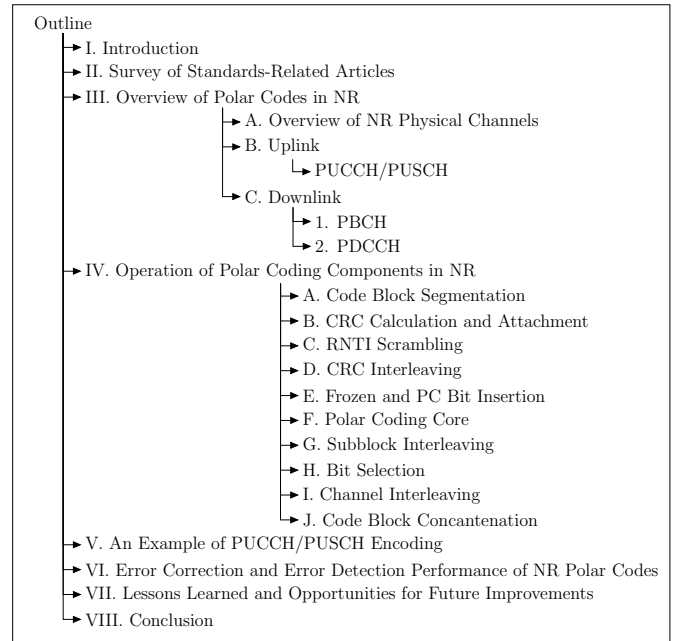 Outline
I. Introduction
II. Survey of Standards-Related Articles
III. Overview of Polar Codes in NR
A. Overview of NR Physical Channels
B. Uplink
PUCCH/PUSCH
C. Downlink
1. PBCH
2. PDCCH
IV. Operation of Polar Coding Components in NR
A. Code Block Segmentation
B. CRC Calculation and Attachment
C. RNTI Scrambling
D. CRC Interleaving
E. Frozen and PC Bit Insertion
F. Polar Coding Core
G. Subblock Interleaving
H. Bit Selection
I. Channel Interleaving
J. Code Block Concantenation
V. An Example of PUCCH/PUSCH Encoding
VI. Error Correction and Error Detection Performance of NR Polar Codes
VII. Lessons Learned and Opportunities for Future Improvements
VIII. Conclusion